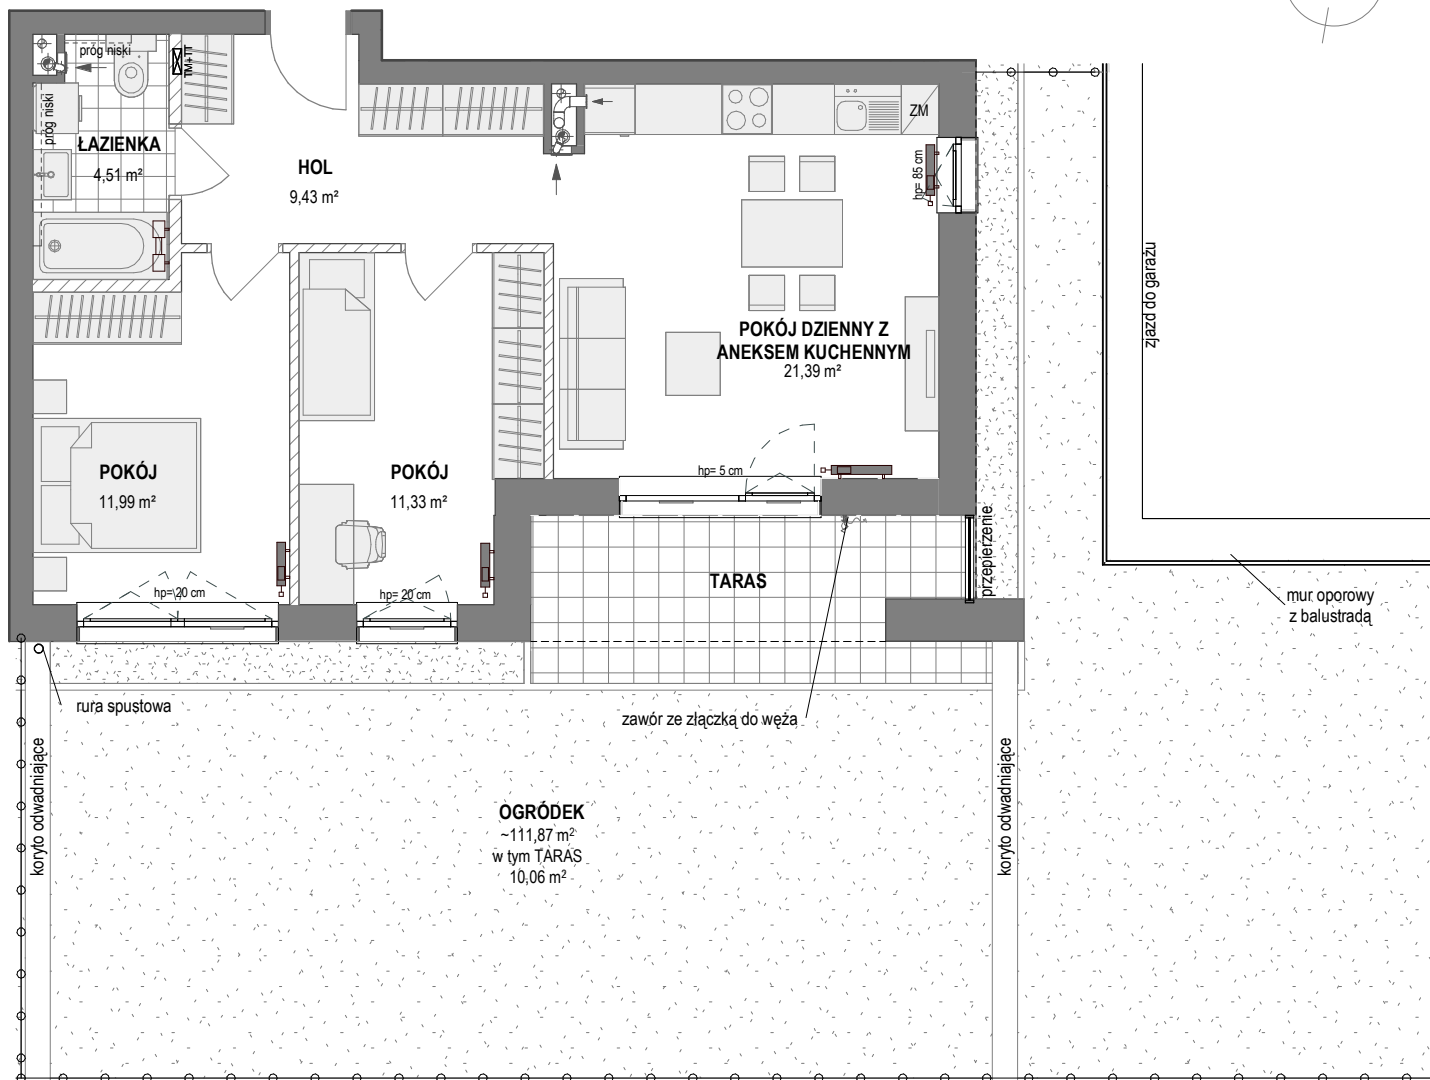 próg niski
TM+TT
próg niski
ŁAZIENKA
4,51 m²
HOL
9,43 m²
ZM
hp= 85 cm
zjazd do garażu
POKÓJ DZIENNY Z
ANEKSEM KUCHENNYM
21,39 m²
POKÓJ
11,99 m²
POKÓJ
11,33 m²
hp= 5 cm
hp= 20 cm
hp= 20 cm
TARAS
przepierzenie
mur oporowy
z balustradą
rura spustowa
zawór ze złączką do węża
koryto odwadniające
koryto odwadniające
OGRÓDEK
~111,87 m²
w tym TARAS
10,06 m²